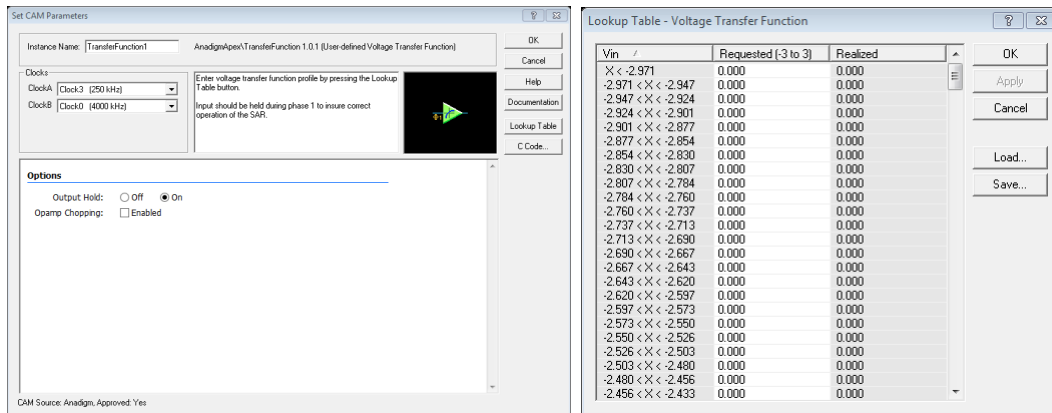 Set CAM Parameters
Instance Name: TransferFunction1 AnadigmApex\TransferFunction 1.0.1 (User-defined Voltage Transfer Function)
OK
Cancel
Help
Documentation
Lookup Table
C Code...
Clocks
ClockA Clock3 (250 kHz)
ClockB Clock0 (4000 kHz)
Enter voltage transfer function profile by pressing the Lookup
Table button.
Input should be held during phase 1 to insure correct
operation of the SAR.
Options
Output Hold: Off On
Opamp Chopping: Enabled
CAM Source: Anadigm, Approved: Yes
Lookup Table - Voltage Transfer Function
Vin Requested (-3 to 3) Realized
X < -2.971 0.000 0.000
-2.971 < X < -2.947 0.000 0.000
-2.947 < X < -2.924 0.000 0.000
-2.924 < X < -2.901 0.000 0.000
-2.901 < X < -2.877 0.000 0.000
-2.877 < X < -2.854 0.000 0.000
-2.854 < X < -2.830 0.000 0.000
-2.830 < X < -2.807 0.000 0.000
-2.807 < X < -2.784 0.000 0.000
-2.784 < X < -2.760 0.000 0.000
-2.760 < X < -2.737 0.000 0.000
-2.737 < X < -2.713 0.000 0.000
-2.713 < X < -2.690 0.000 0.000
-2.690 < X < -2.667 0.000 0.000
-2.667 < X < -2.643 0.000 0.000
-2.643 < X < -2.620 0.000 0.000
-2.620 < X < -2.597 0.000 0.000
-2.597 < X < -2.573 0.000 0.000
-2.573 < X < -2.550 0.000 0.000
-2.550 < X < -2.526 0.000 0.000
-2.526 < X < -2.503 0.000 0.000
-2.503 < X < -2.480 0.000 0.000
-2.480 < X < -2.456 0.000 0.000
-2.456 < X < -2.433 0.000 0.000
OK
Apply
Cancel
Load...
Save...